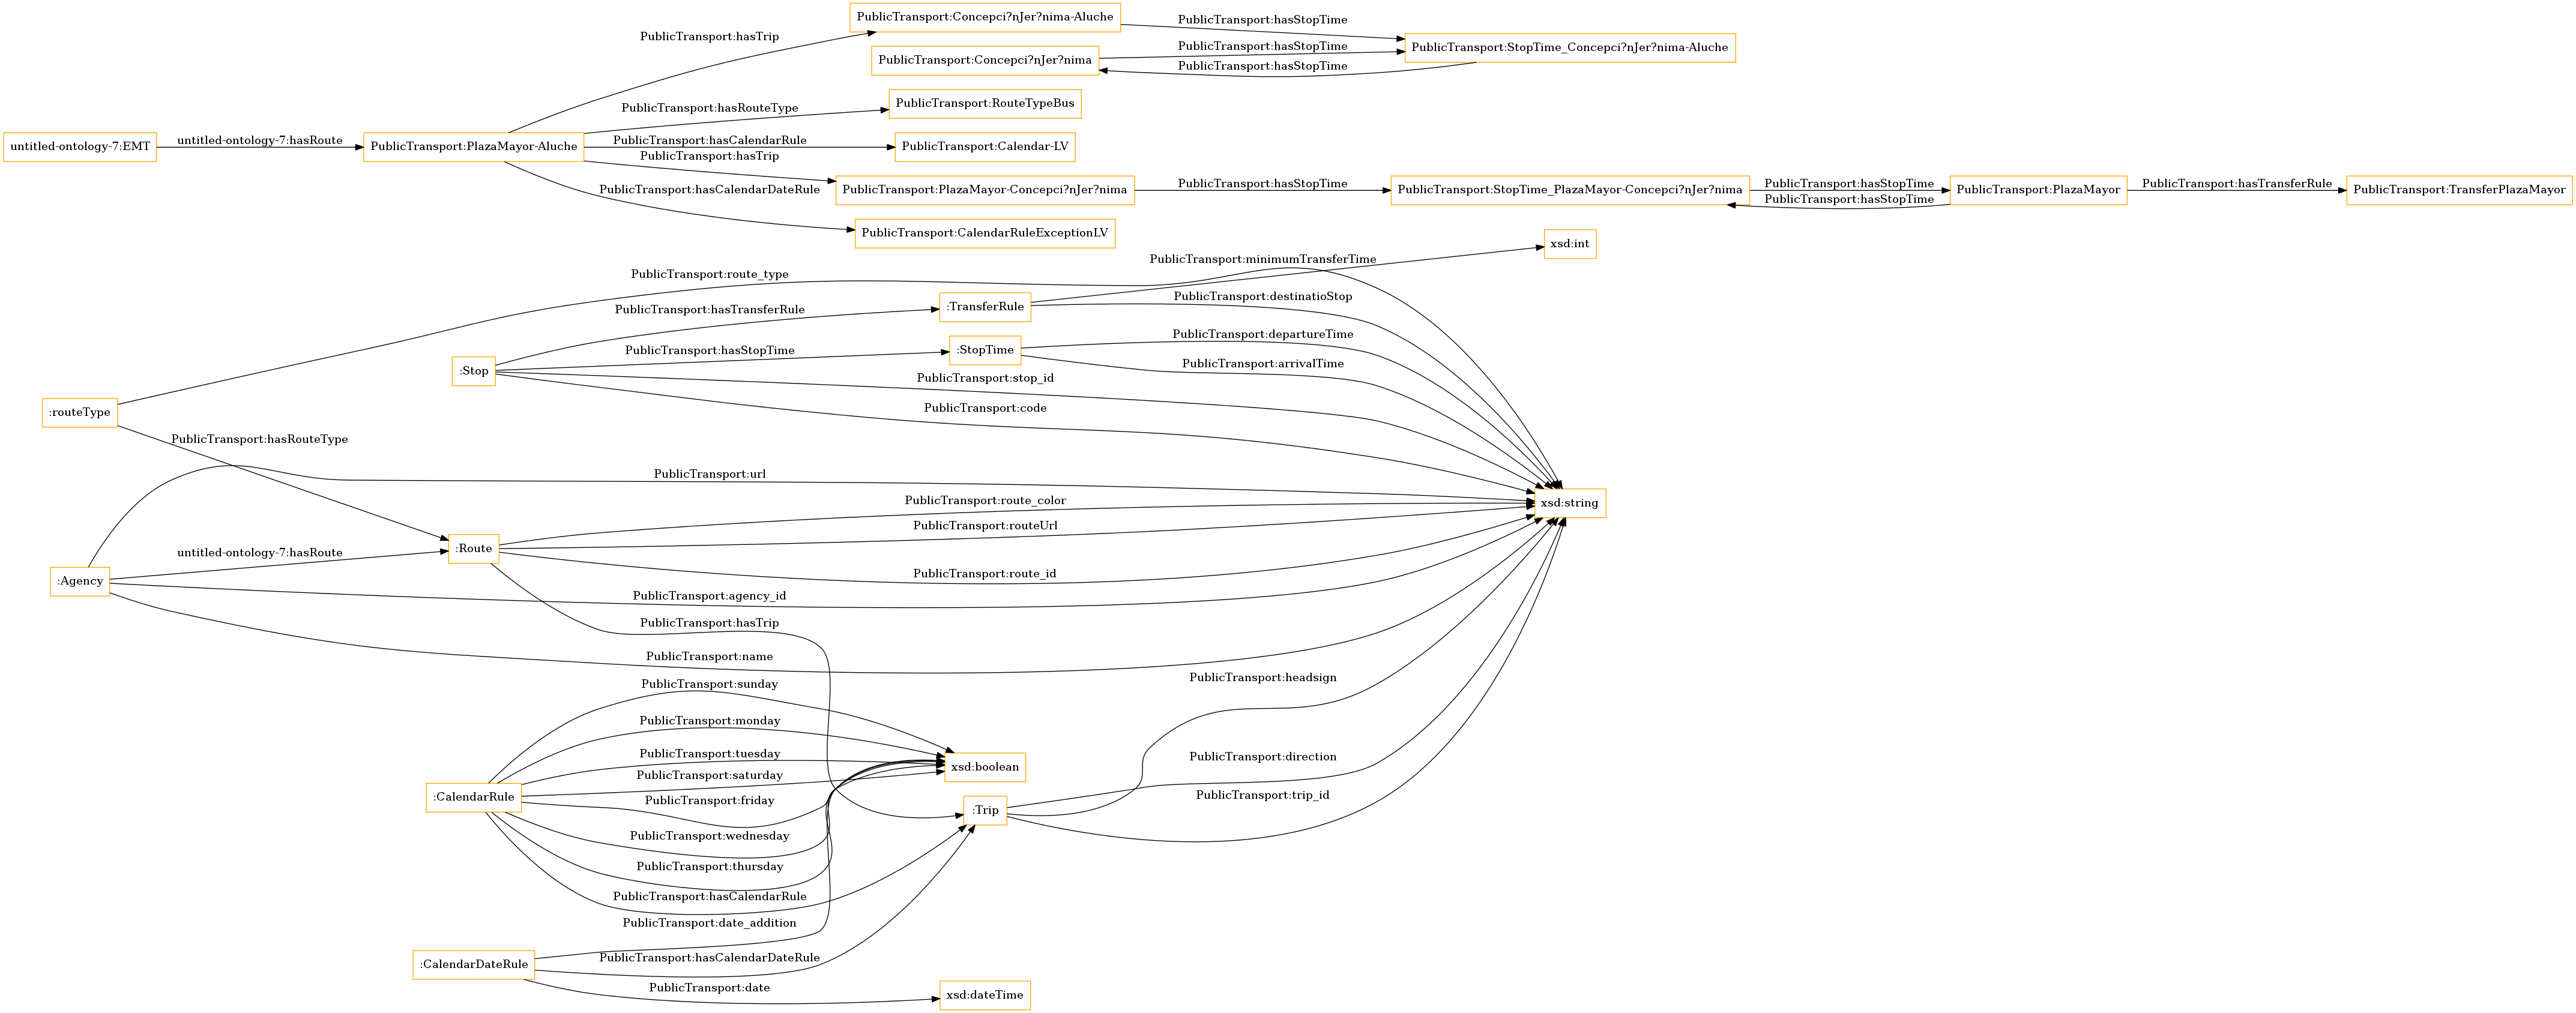 PublicTransport:Concepci?nJer?nima-Aluche
PublicTransport:hasStopTime
PublicTransport:hasTrip
PublicTransport:hasStopTime
PublicTransport:StopTime_Concepci?nJer?nima-Aluche
PublicTransport:Concepci?nJer?nima
PublicTransport:hasStopTime
PublicTransport:hasRouteType
PublicTransport:RouteTypeBus
untitled-ontology-7:EMT
untitled-ontology-7:hasRoute
PublicTransport:PlazaMayor-Aluche
PublicTransport:hasCalendarRule
PublicTransport:Calendar-LV
PublicTransport:hasTrip
PublicTransport:hasCalendarDateRule
PublicTransport:PlazaMayor-Concepci?nJer?nima
PublicTransport:hasStopTime
PublicTransport:StopTime_PlazaMayor-Concepci?nJer?nima
PublicTransport:hasStopTime
PublicTransport:hasStopTime
PublicTransport:PlazaMayor
PublicTransport:hasTransferRule
PublicTransport:TransferPlazaMayor
PublicTransport:CalendarRuleExceptionLV
xsd:int
PublicTransport:minimumTransferTime
PublicTransport:route_type
PublicTransport:hasTransferRule
:TransferRule
PublicTransport:destinatioStop
PublicTransport:departureTime
PublicTransport:hasStopTime
:StopTime
PublicTransport:arrivalTime
:Stop
PublicTransport:stop_id
PublicTransport:code
:routeType
PublicTransport:hasRouteType
PublicTransport:url
PublicTransport:route_color
xsd:string
PublicTransport:routeUrl
untitled-ontology-7:hasRoute
:Route
PublicTransport:route_id
:Agency
PublicTransport:agency_id
PublicTransport:hasTrip
PublicTransport:name
PublicTransport:headsign
PublicTransport:sunday
PublicTransport:monday
PublicTransport:tuesday
PublicTransport:direction
xsd:boolean
PublicTransport:saturday
:CalendarRule
PublicTransport:friday
PublicTransport:trip_id
:Trip
PublicTransport:wednesday
PublicTransport:thursday
PublicTransport:hasCalendarRule
PublicTransport:date_addition
:CalendarDateRule
PublicTransport:hasCalendarDateRule
PublicTransport:date
xsd:dateTime